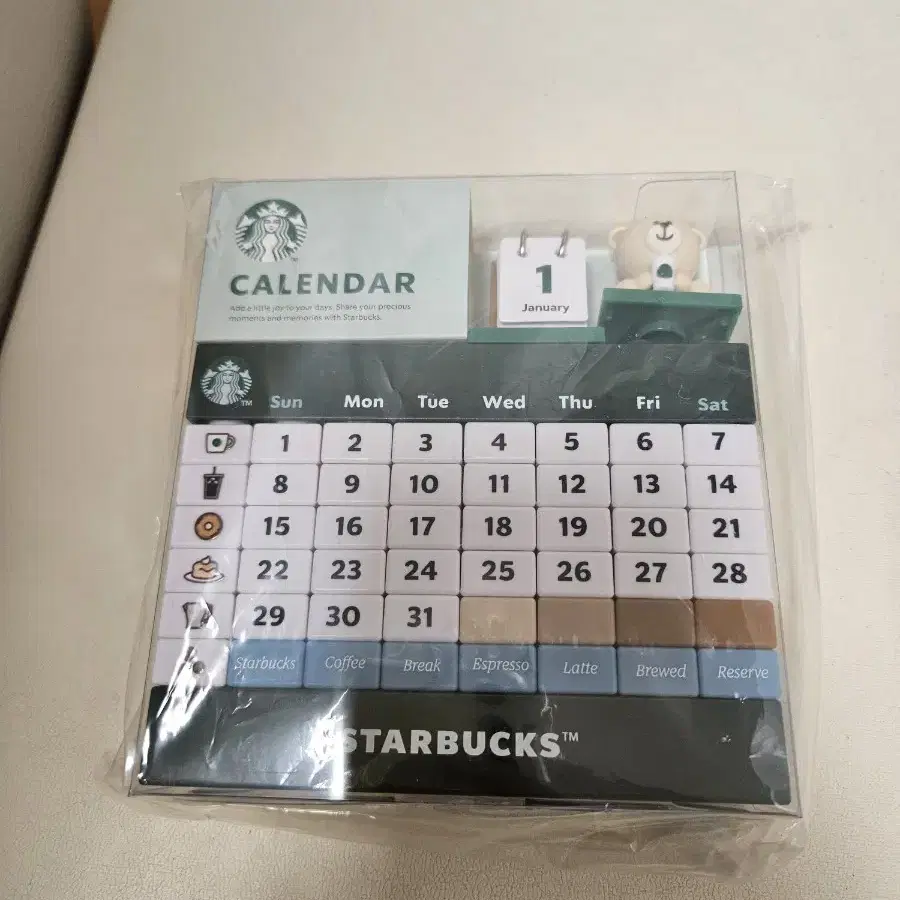 CALENDAR
Add a little joy to your days. Share your precious
moments and memories with Starbucks.
1
January
TM
Sun Mon Tue Wed Thu Fri Sat
1 2 3 4 5 6 7
8 9 10 11 12 13 14
15 16 17 18 19 20 21
22 23 24 25 26 27 28
29 30 31
Starbucks Coffee Break Espresso Latte Brewed Reserve
STARBUCKS™